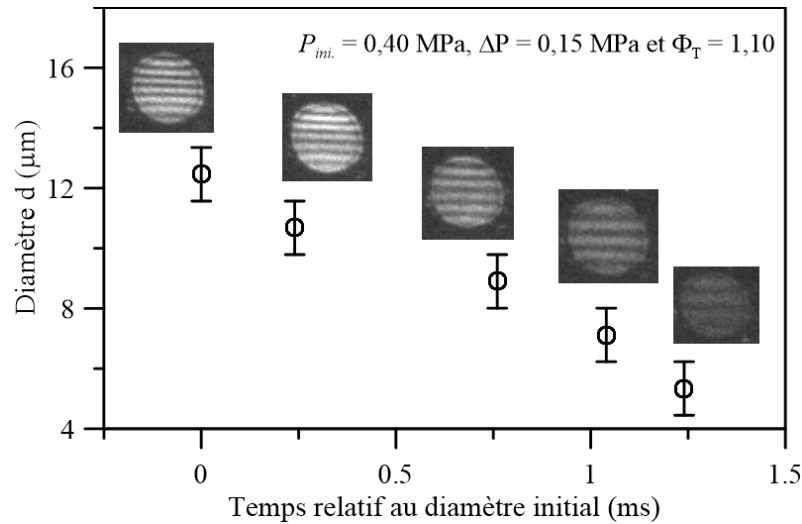 P_ini. = 0,40 MPa, ΔP = 0,15 MPa et Φ_T = 1,10
16
12
8
4
Diamètre d (µm)
0
0.5
1
1.5
Temps relatif au diamètre initial (ms)